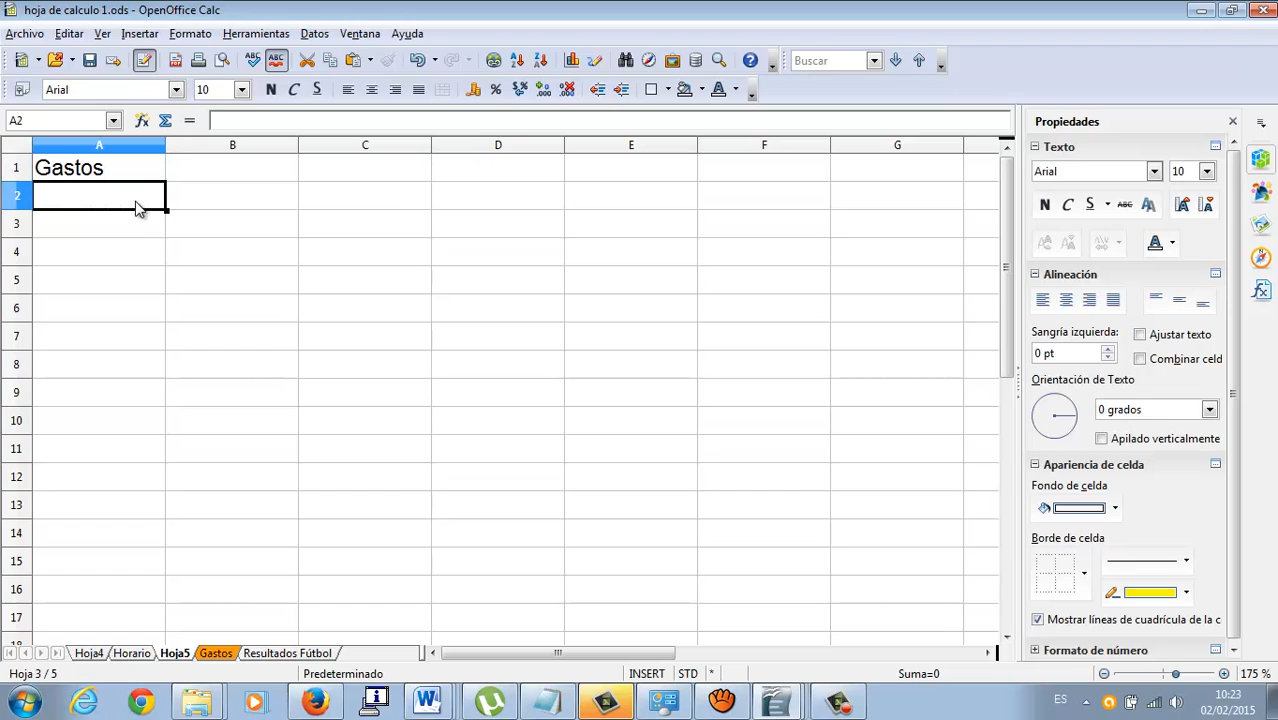 hoja de calculo 1.ods - OpenOffice Calc
Archivo Editar Ver Insertar Formato Herramientas Datos Ventana Ayuda
Buscar
Arial 10 N C S
A2
Propiedades
A B C D E F G
1 Gastos
2
3
4
5
6
7
8
9
10
11
12
13
14
15
16
17
18
Texto
Arial 10
N C S ABC
Alineación
Sangría izquierda:
Ajustar texto
0 pt
Combinar celd
Orientación de Texto
0 grados
Apilado verticalmente
Apariencia de celda
Fondo de celda
Borde de celda
Mostrar líneas de cuadrícula de la c
Formato de número
Hoja4 Horario Hoja5 Gastos Resultados Fútbol
Hoja 3 / 5 Predeterminado INSERT STD * Suma=0 175 %
ES 10:23
02/02/2015